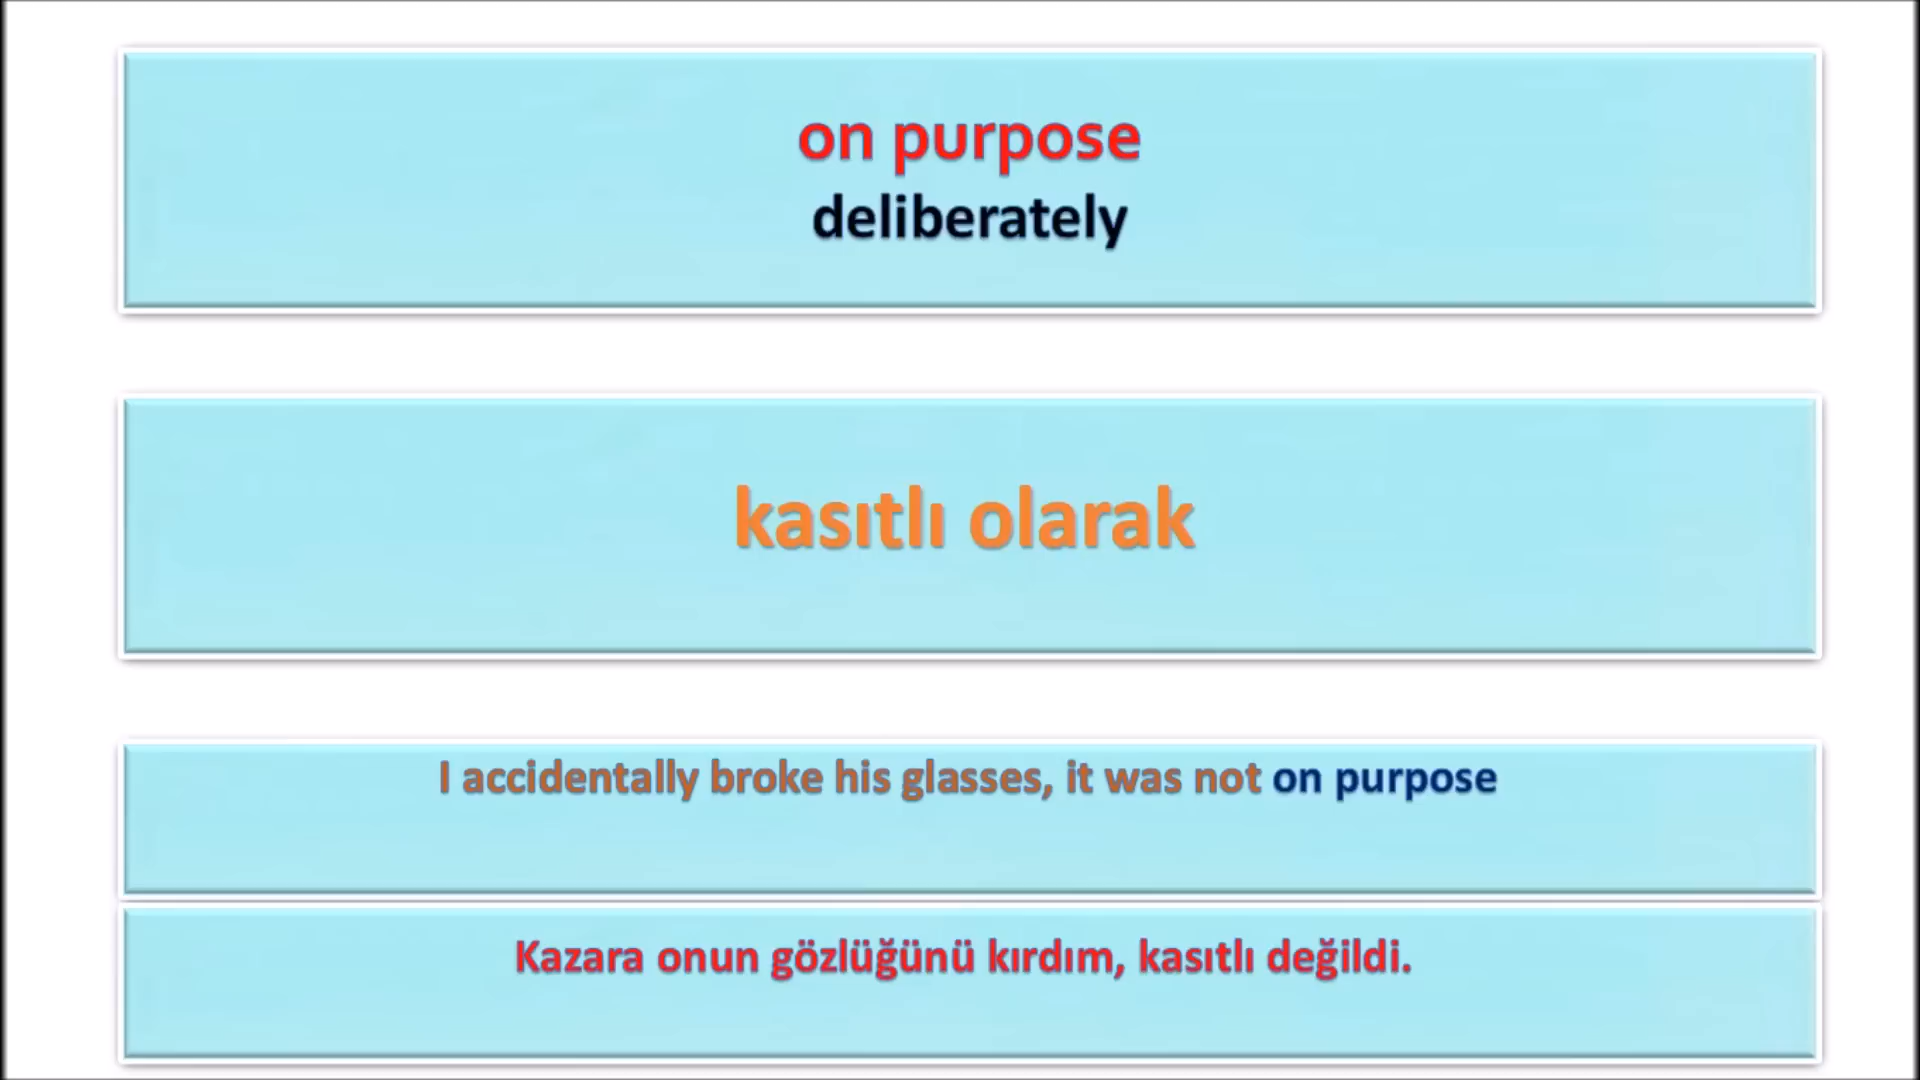 on purpose
deliberately
kasıtlı olarak
I accidentally broke his glasses, it was not on purpose
Kazara onun gözlüğünü kırdım, kasıtlı değildi.